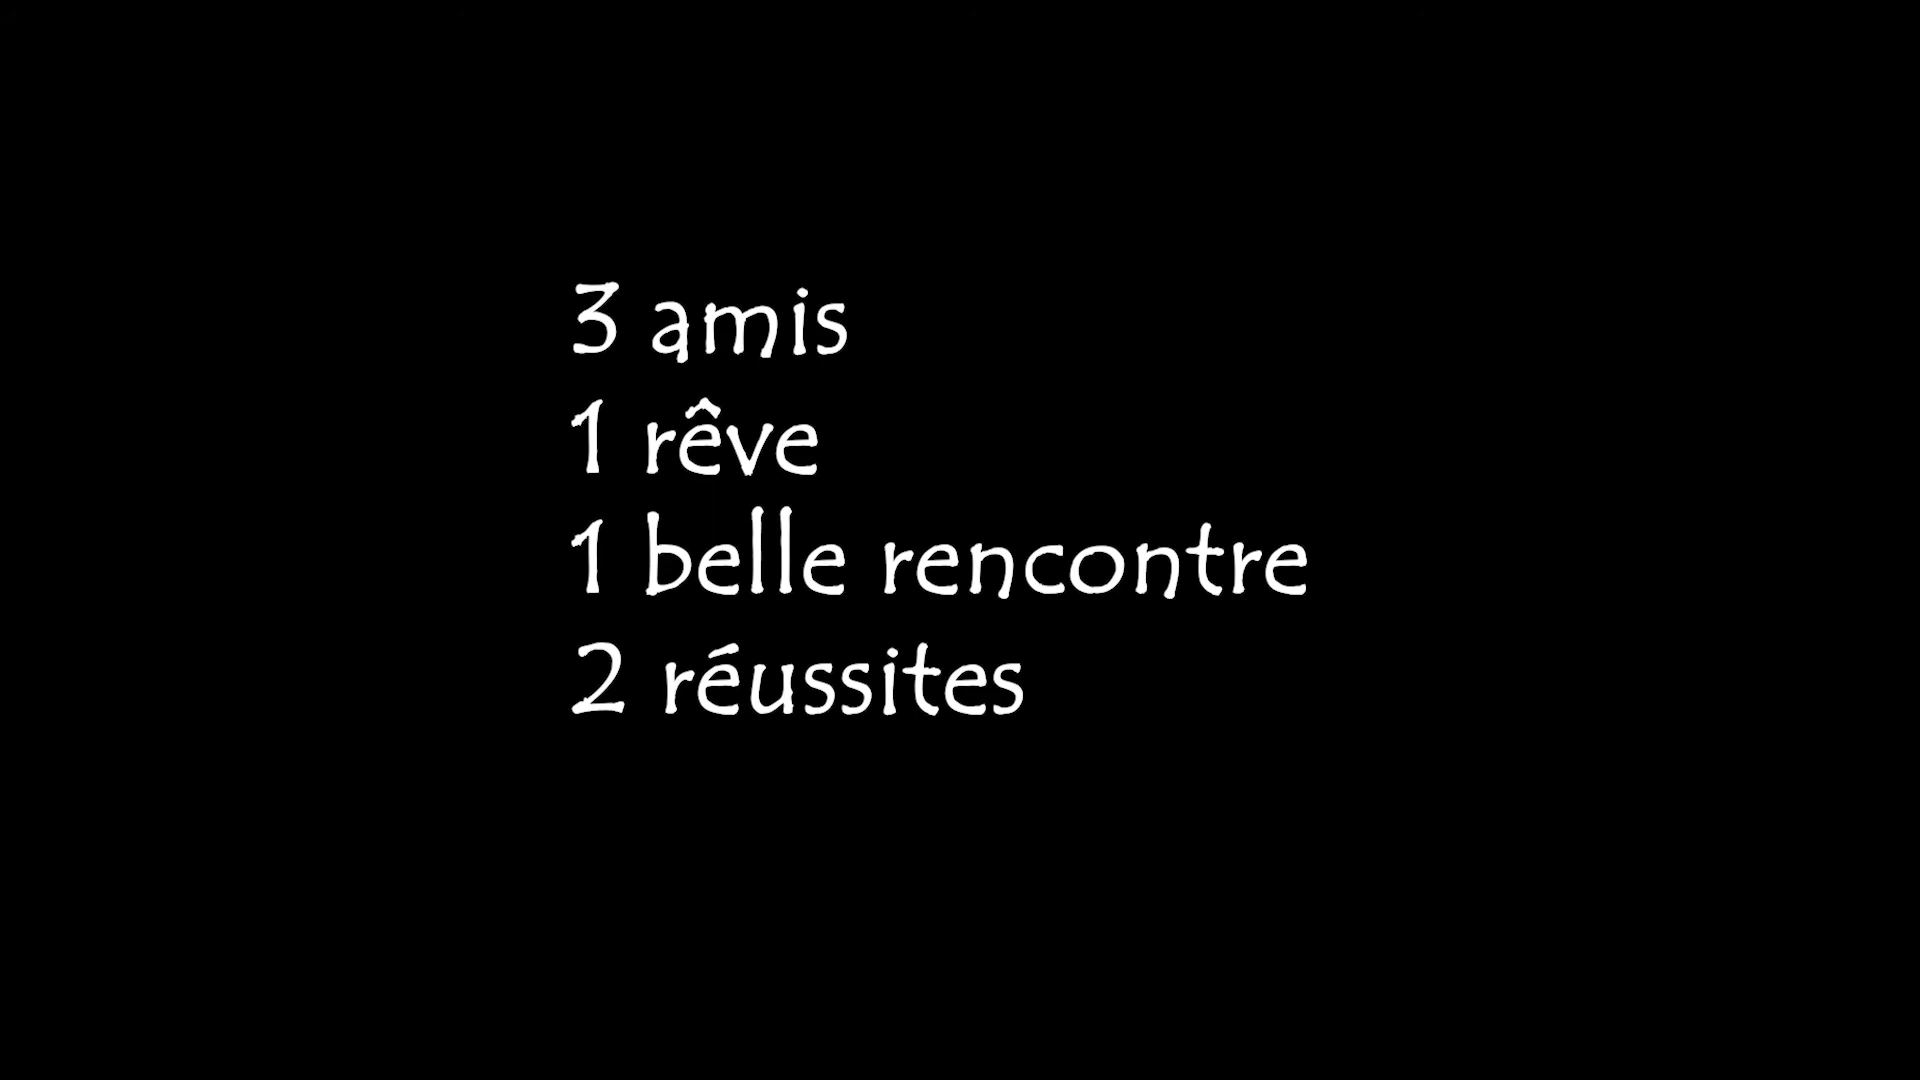 3 amis
1 rêve
1 belle rencontre
2 réussites